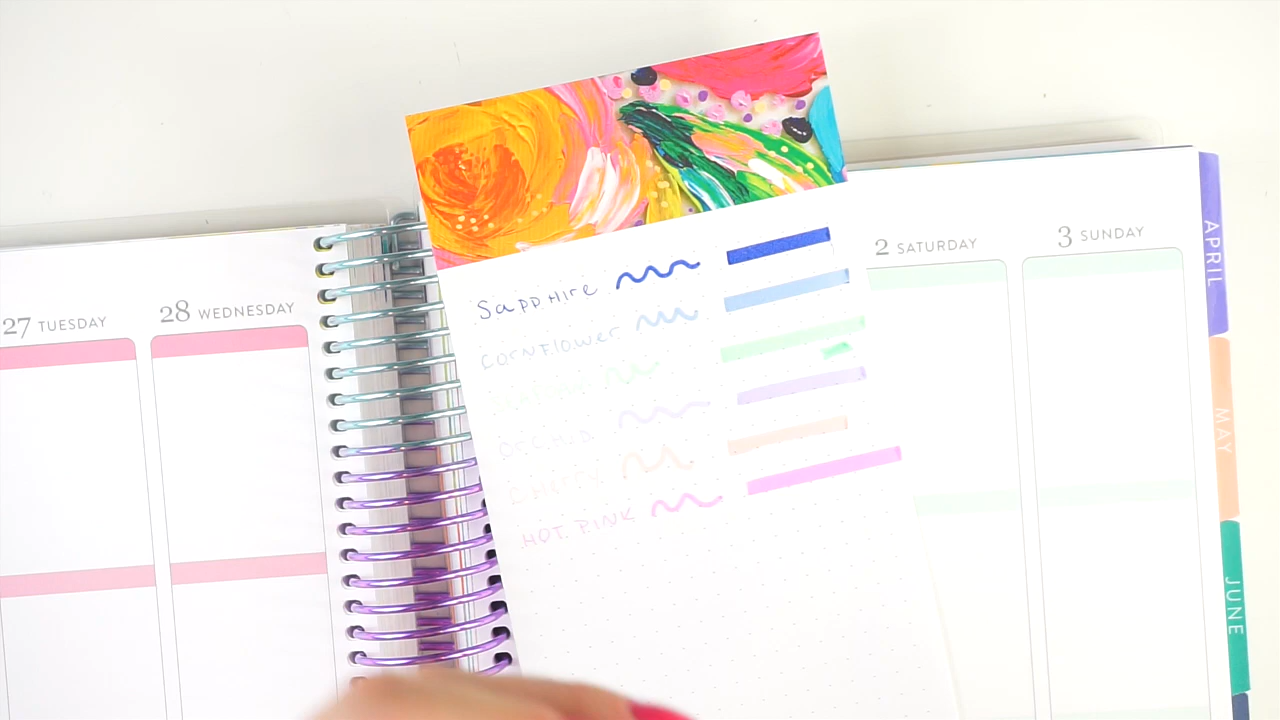 27 TUESDAY
28 WEDNESDAY
2 SATURDAY
3 SUNDAY
APRIL
MAY
JUNE
SAPPHIRE
CORNFLOWER
ORCHID
HOT PINK